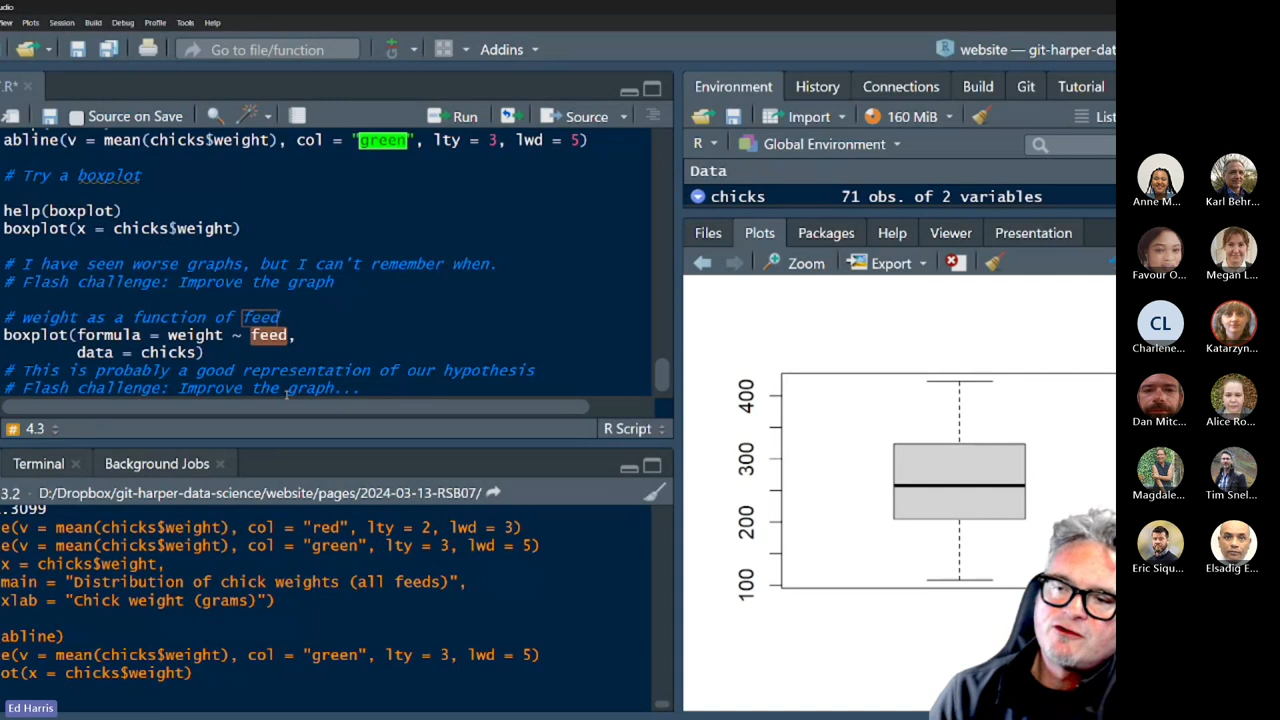 udio
View Plots Session Build Debug Profile Tools Help
Go to file/function
Addins
website — git-harper-dat
.R*
Source on Save
Run
Source
abline(v = mean(chicks$weight), col = "green", lty = 3, lwd = 5)
# Try a boxplot
help(boxplot)
boxplot(x = chicks$weight)
# I have seen worse graphs, but I can't remember when.
# Flash challenge: Improve the graph
# weight as a function of feed
boxplot(formula = weight ~ feed,
data = chicks)
# This is probably a good representation of our hypothesis
# Flash challenge: Improve the graph...
# 4.3
R Script
Terminal
Background Jobs
3.2 D:/Dropbox/git-harper-data-science/website/pages/2024-03-13-RSB07/
.3099
e(v = mean(chicks$weight), col = "red", lty = 2, lwd = 3)
e(v = mean(chicks$weight), col = "green", lty = 3, lwd = 5)
x = chicks$weight,
main = "Distribution of chick weights (all feeds)",
xlab = "Chick weight (grams)")
abline)
e(v = mean(chicks$weight), col = "green", lty = 3, lwd = 5)
ot(x = chicks$weight)
Ed Harris
Environment History Connections Build Git Tutorial
Import
160 MiB
List
R
Global Environment
Data
chicks 71 obs. of 2 variables
Files Plots Packages Help Viewer Presentation
Zoom
Export
400
300
200
100
Anne M...
Karl Behr...
Favour O...
Megan L...
CL
Charlene...
Katarzyn...
Dan Mitc...
Alice Ro...
Magdale...
Tim Snel...
Eric Siqu...
Elsadig E...